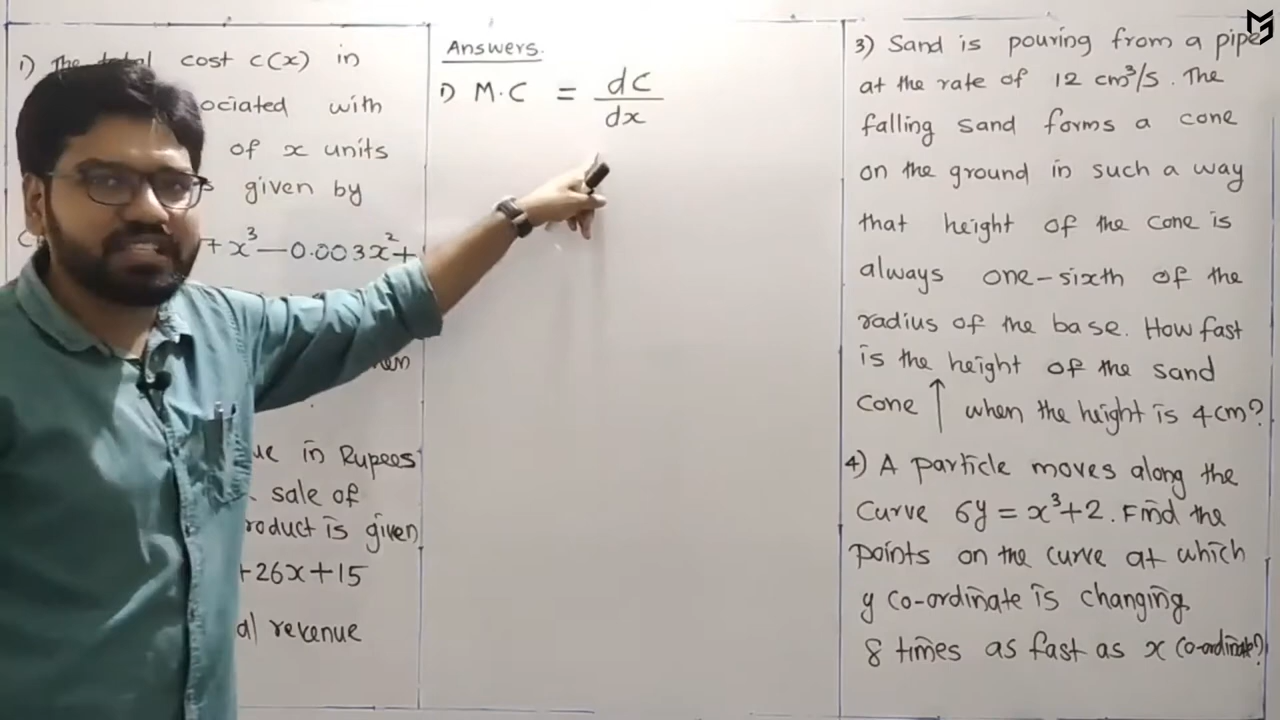 1) The total cost c(x) in
ociated with
of x units
given by
+ x³ — 0.003x² +
ue in Rupees
sale of
roduct is given
+26x+15
al revenue
Answers.
1) M.C = dC/dx
3) Sand is pouring from a pipe
at the rate of 12 cm³/s. The
falling sand forms a cone
on the ground in such a way
that height of the cone is
always one-sixth of the
radius of the base. How fast
is the height of the sand
cone ↑ when the height is 4cm?
4) A particle moves along the
curve 6y = x³+2. Find the
points on the curve at which
y co-ordinate is changing
8 times as fast as x co-ordinate?